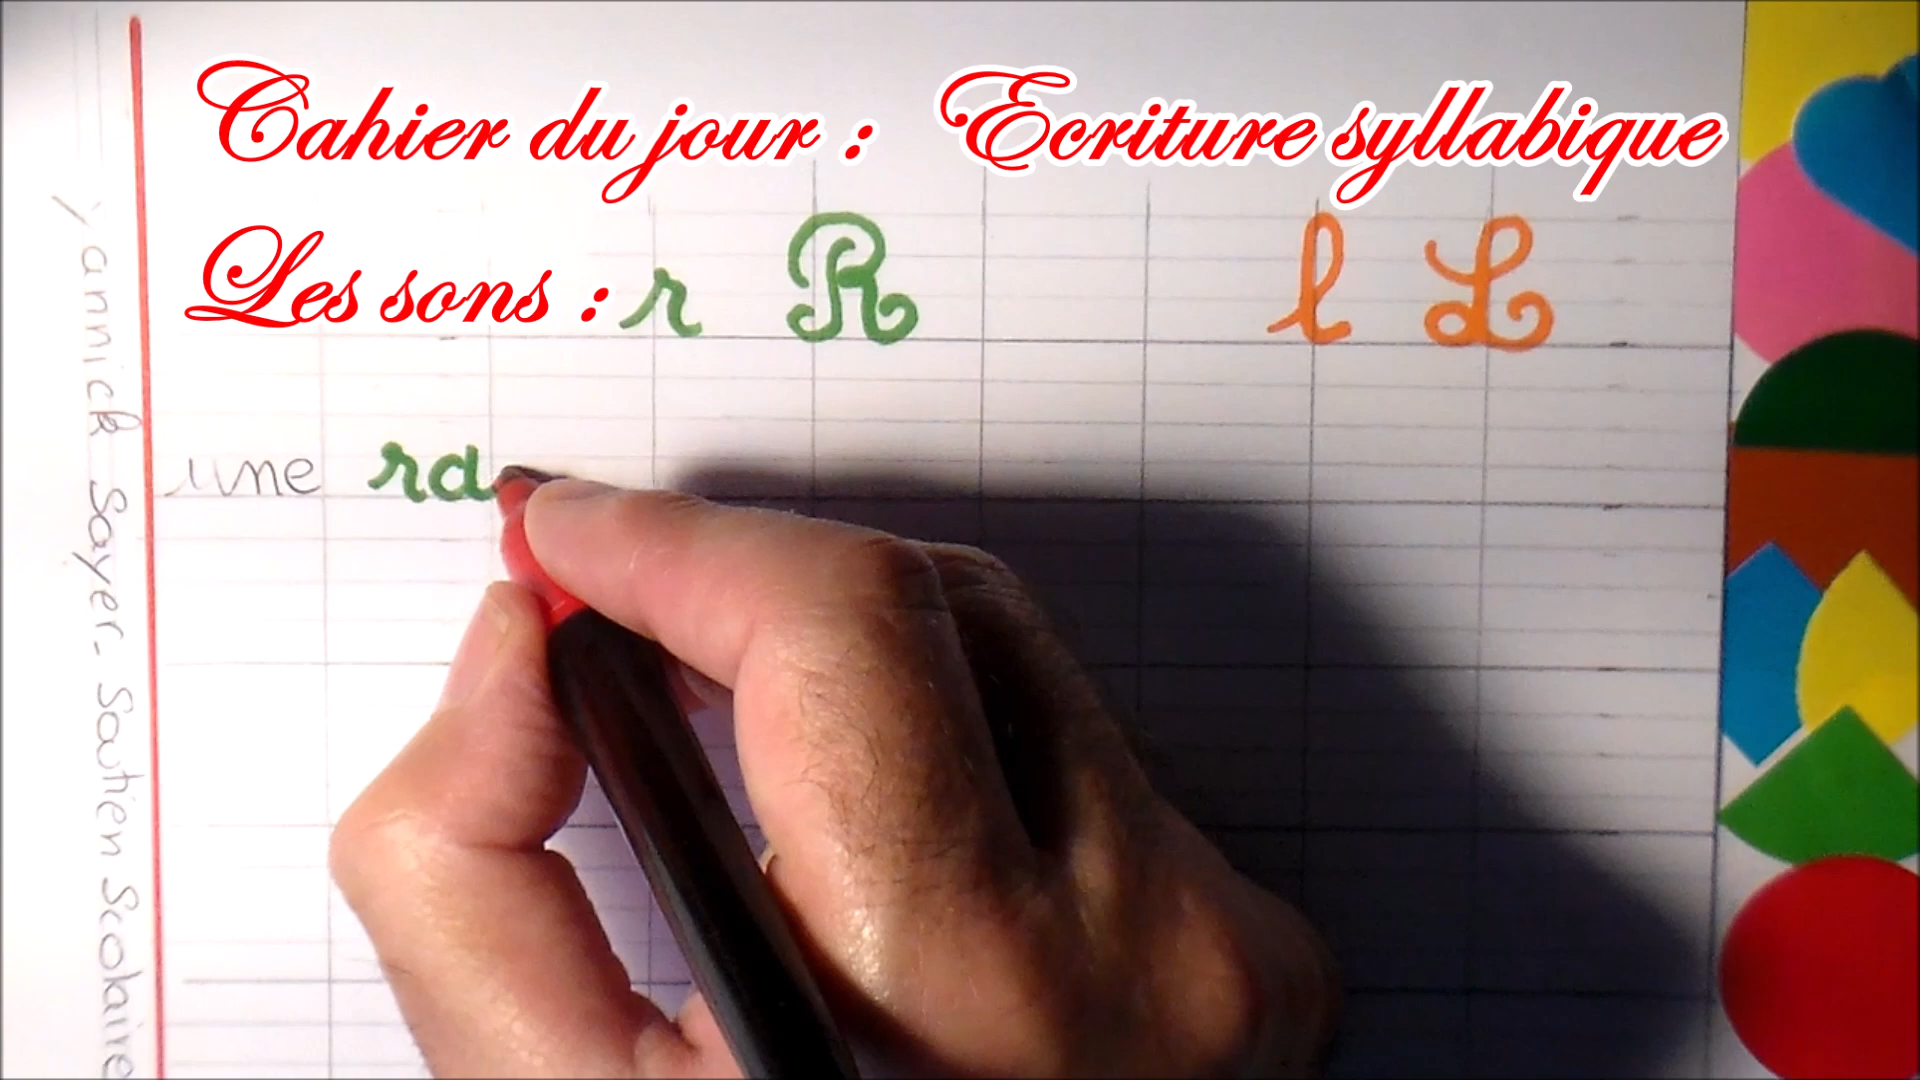 Cahier du jour : Ecriture syllabique
Les sons : r R l L
une ra
Yannick Sayer - Soutien Scolaire